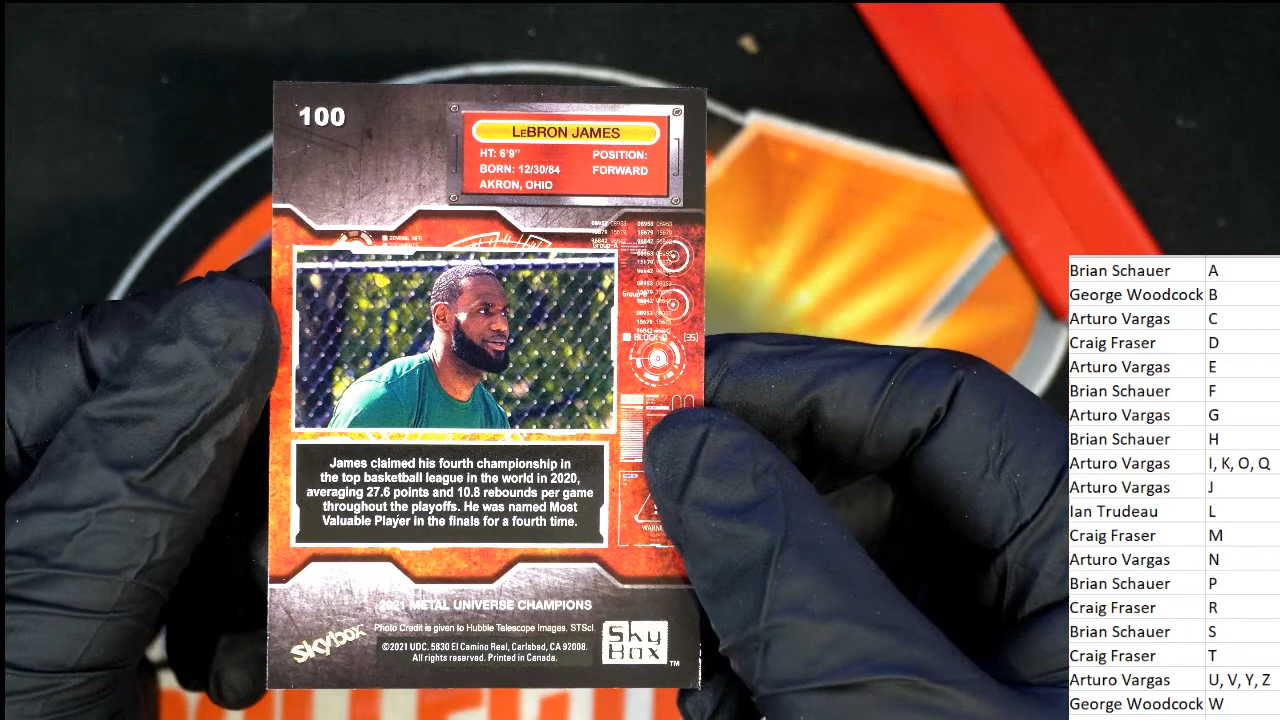 100
LeBRON JAMES
HT: 6'9"
POSITION:
BORN: 12/30/84
FORWARD
AKRON, OHIO
GENERAL INFO
BLOCK-D [35]
James claimed his fourth championship in
the top basketball league in the world in 2020,
averaging 27.6 points and 10.8 rebounds per game
throughout the playoffs. He was named Most
Valuable Player in the finals for a fourth time.
2021 METAL UNIVERSE CHAMPIONS
Photo Credit is given to Hubble Telescope Images, STScI.
©2021 UDC. 5830 El Camino Real, Carlsbad, CA 92008.
All rights reserved. Printed in Canada.
Skybox
Sky
Box
TM
Brian Schauer A
George Woodcock B
Arturo Vargas C
Craig Fraser D
Arturo Vargas E
Brian Schauer F
Arturo Vargas G
Brian Schauer H
Arturo Vargas I, K, O, Q
Arturo Vargas J
Ian Trudeau L
Craig Fraser M
Arturo Vargas N
Brian Schauer P
Craig Fraser R
Brian Schauer S
Craig Fraser T
Arturo Vargas U, V, Y, Z
George Woodcock W